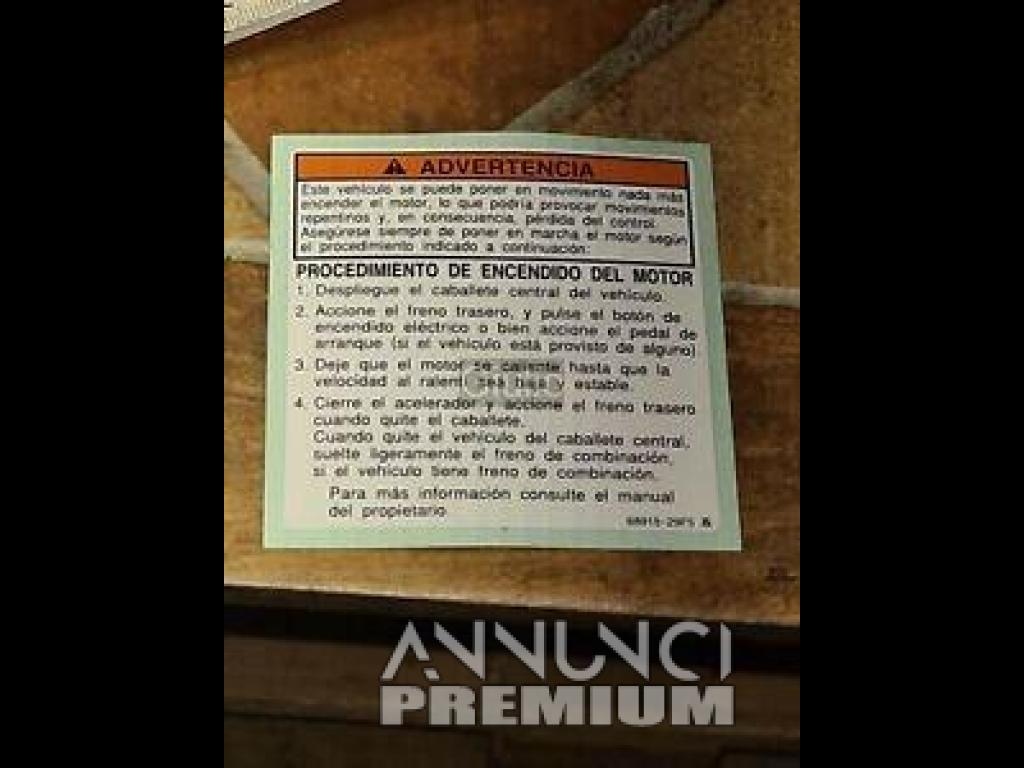 ⚠ ADVERTENCIA
Este vehículo se puede poner en movimiento nada más
encender el motor, lo que podría provocar movimientos
repentinos y, en consecuencia, pérdida del control.
Asegúrese siempre de poner en marcha el motor según
el procedimiento indicado a continuación:
PROCEDIMIENTO DE ENCENDIDO DEL MOTOR
1. Despliegue el caballete central del vehículo.
2. Accione el freno trasero, y pulse el botón de
encendido eléctrico o bien accione el pedal de
arranque (si el vehículo está provisto de alguno)
3. Deje que el motor se caliente hasta que la
velocidad al ralenti sea baja y estable.
4. Cierre el acelerador y accione el freno trasero
cuando quite el caballete.
Cuando quite el vehículo del caballete central,
suelte ligeramente el freno de combinación,
si el vehículo tiene freno de combinación.
Para más información consulte el manual
del propietario
68915-29F5 A
ANNUNCI
PREMIUM